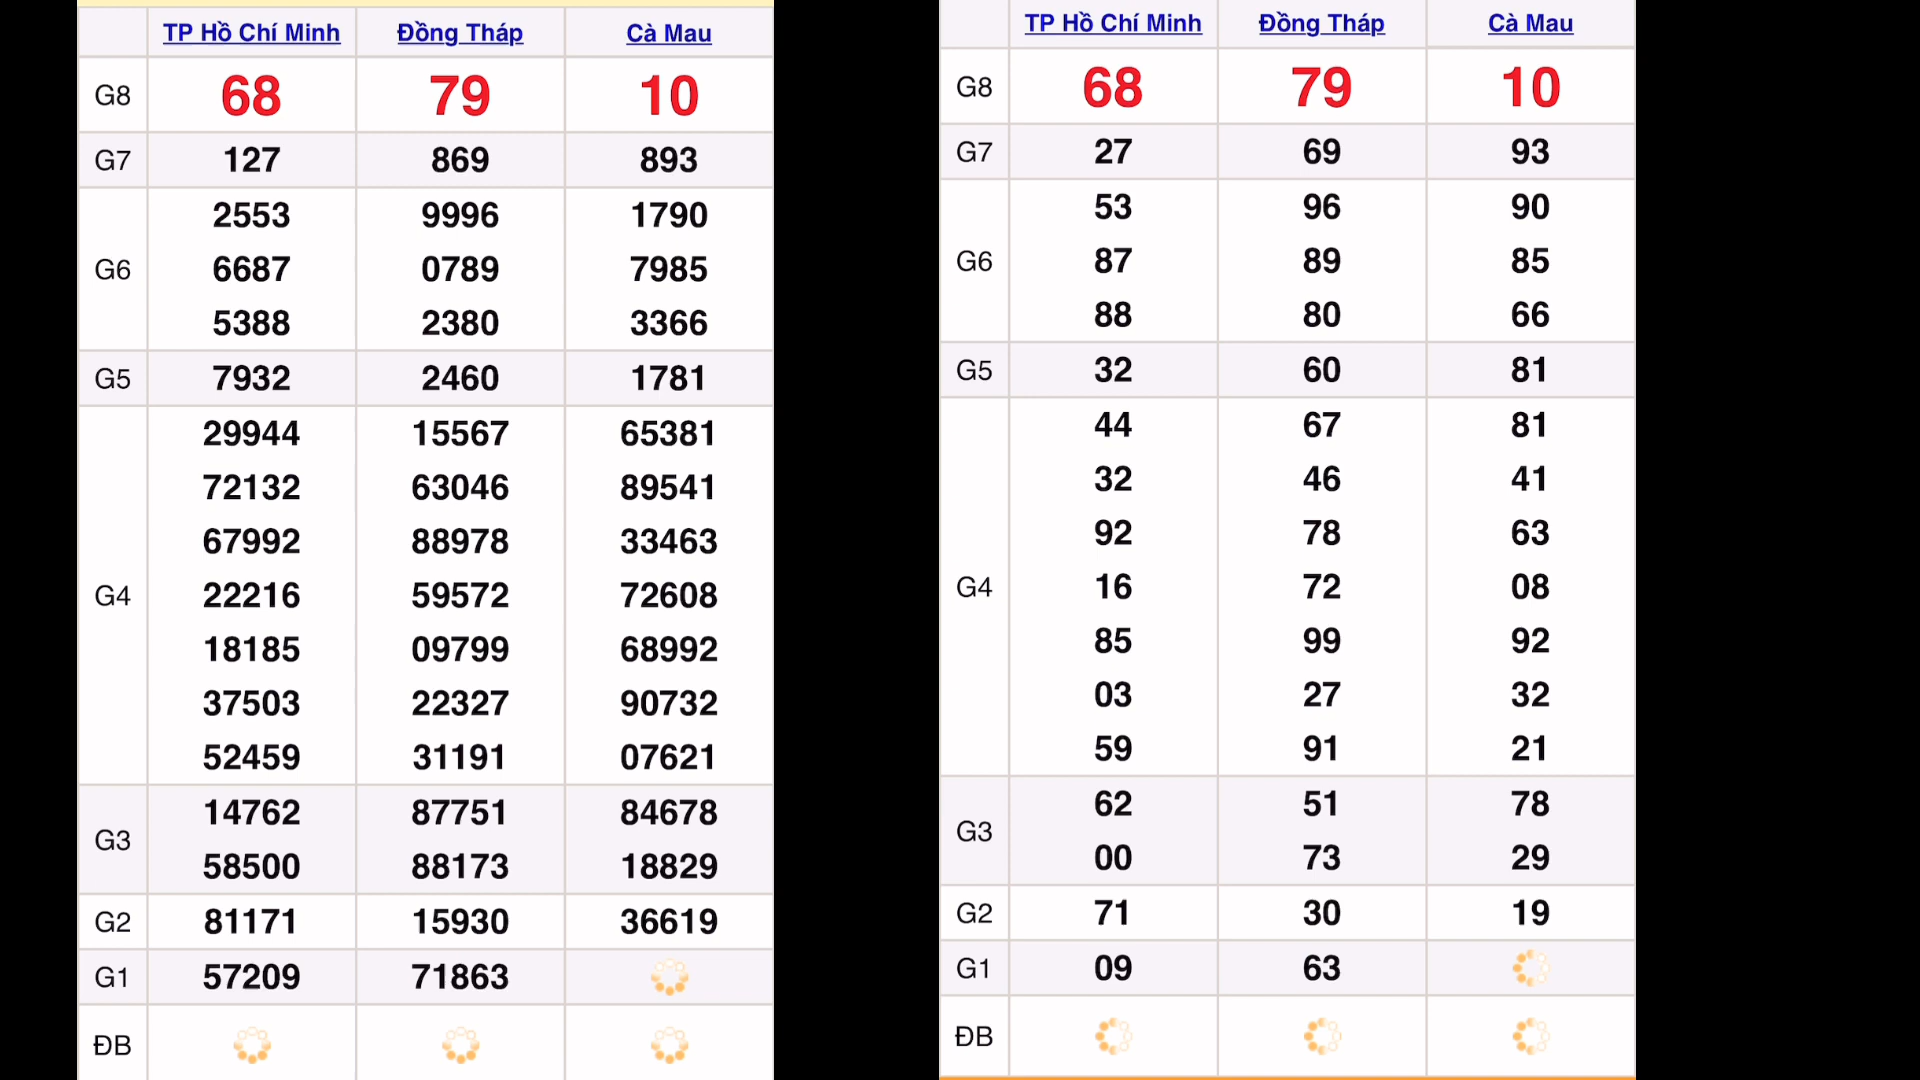 TP Hồ Chí Minh Đồng Tháp Cà Mau
G8 68 79 10
G7 127 869 893
G6 2553 9996 1790
6687 0789 7985
5388 2380 3366
G5 7932 2460 1781
G4 29944 15567 65381
72132 63046 89541
67992 88978 33463
22216 59572 72608
18185 09799 68992
37503 22327 90732
52459 31191 07621
G3 14762 87751 84678
58500 88173 18829
G2 81171 15930 36619
G1 57209 71863
ĐB
TP Hồ Chí Minh Đồng Tháp Cà Mau
G8 68 79 10
G7 27 69 93
G6 53 96 90
87 89 85
88 80 66
G5 32 60 81
G4 44 67 81
32 46 41
92 78 63
16 72 08
85 99 92
03 27 32
59 91 21
G3 62 51 78
00 73 29
G2 71 30 19
G1 09 63
ĐB